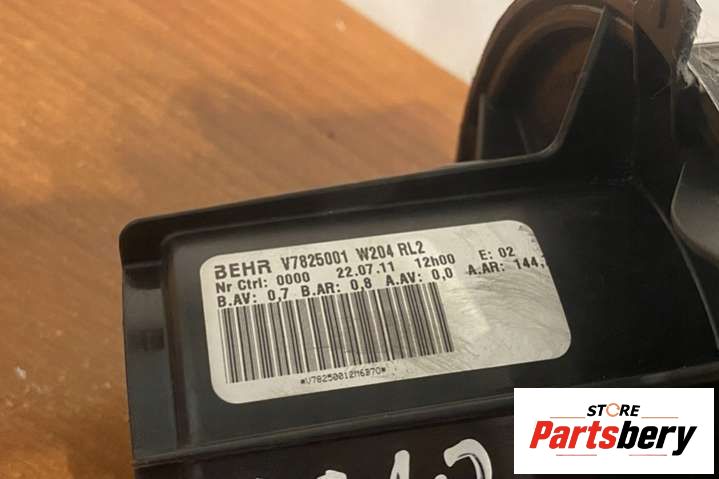 BEHR V7825001 W204 RL2
Nr Ctrl: 0000 22.07.11 12h00 E: 02
B.AV: 0,7 B.AR: 0,8 A.AV: 0,0 A.AR: 144,
*V78250012M6370*
STORE
Partsbery